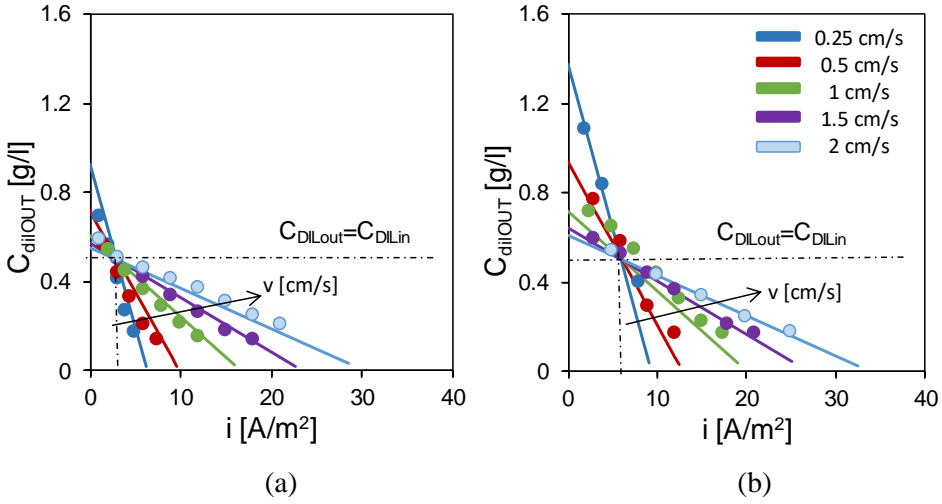 (a)
(b)
1.6
1.2
0.8
0.4
0
C_dilOUT [g/l]
C_DILout=C_DILin
v [cm/s]
0 10 20 30 40
i [A/m²]
1.6
1.2
0.8
0.4
0
C_dilOUT [g/l]
0.25 cm/s
0.5 cm/s
1 cm/s
1.5 cm/s
2 cm/s
C_DILout=C_DILin
v [cm/s]
0 10 20 30 40
i [A/m²]
(a)
(b)